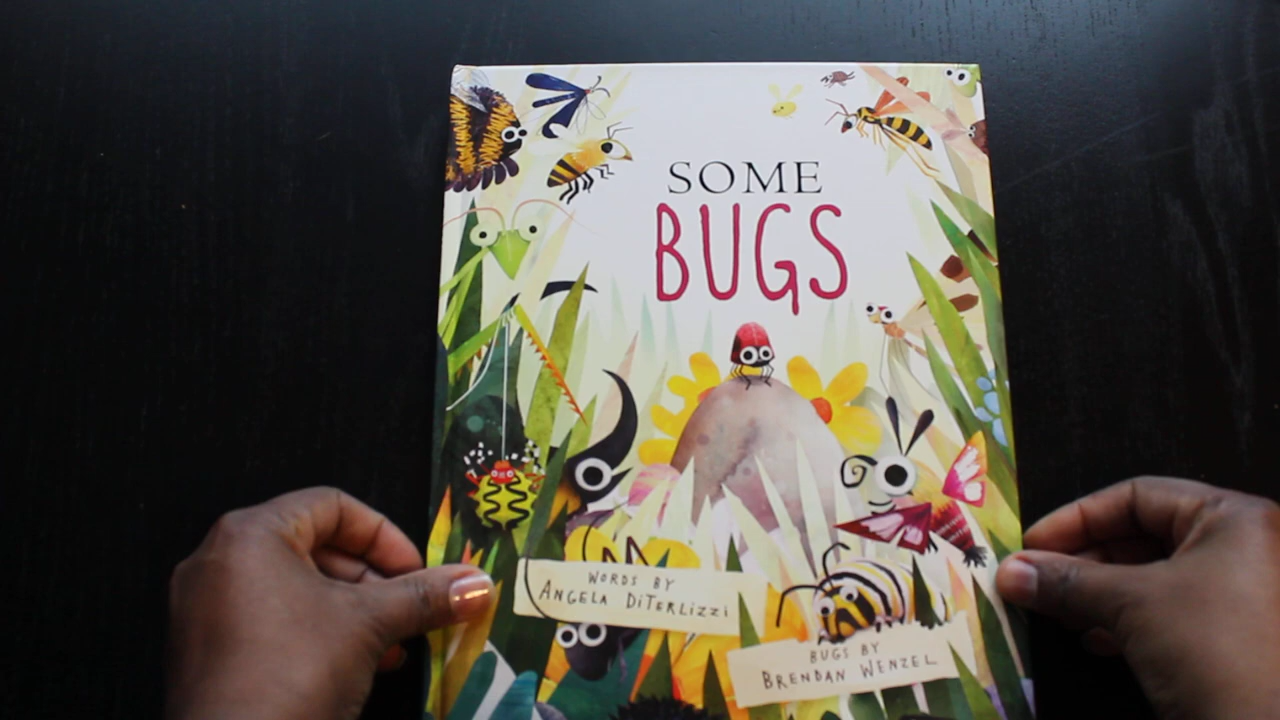 SOME
BUGS
WORDS BY
ANGELA DITERLIZZI
BUGS BY
BRENDAN WENZEL